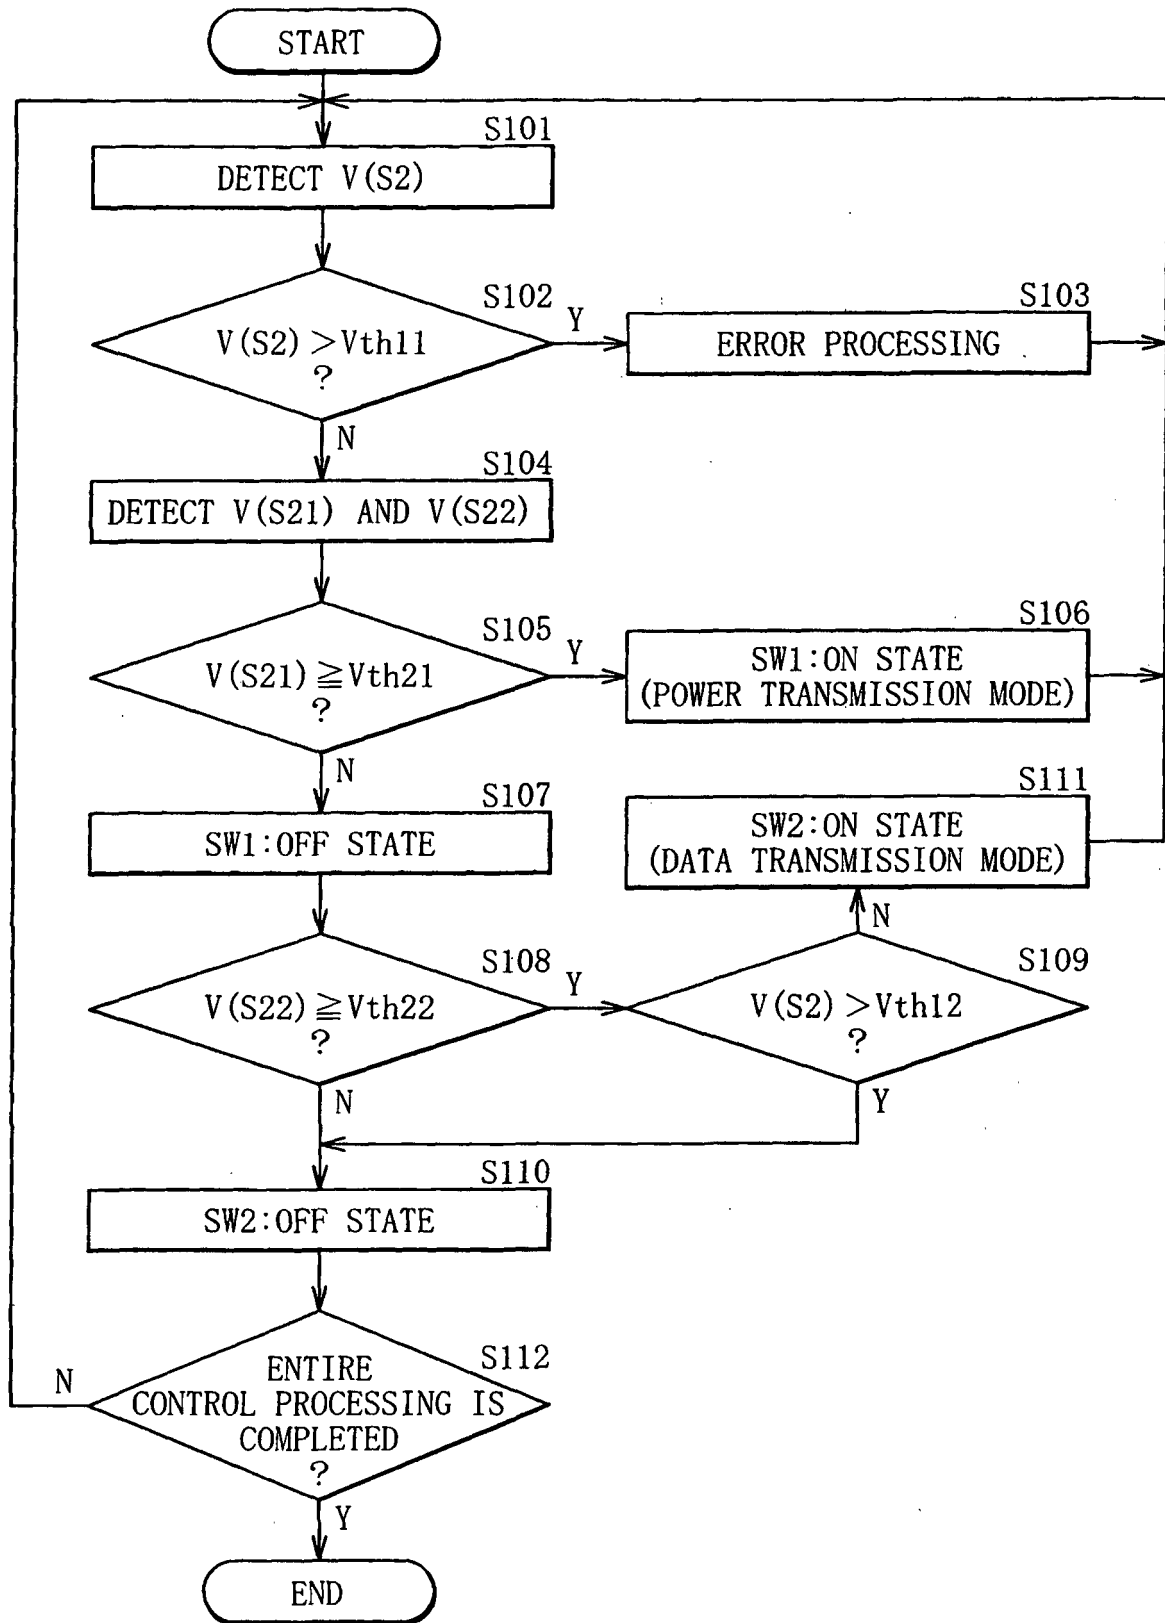 START
S101
DETECT V(S2)
S102
V(S2)>Vth11
?
Y
N
S103
ERROR PROCESSING
S104
DETECT V(S21) AND V(S22)
S105
V(S21)≧Vth21
?
Y
N
S106
SW1:ON STATE
(POWER TRANSMISSION MODE)
S107
SW1:OFF STATE
S111
SW2:ON STATE
(DATA TRANSMISSION MODE)
S108
V(S22)≧Vth22
?
Y
N
S109
V(S2)>Vth12
?
N
Y
S110
SW2:OFF STATE
S112
ENTIRE
CONTROL PROCESSING IS
COMPLETED
?
N
Y
END